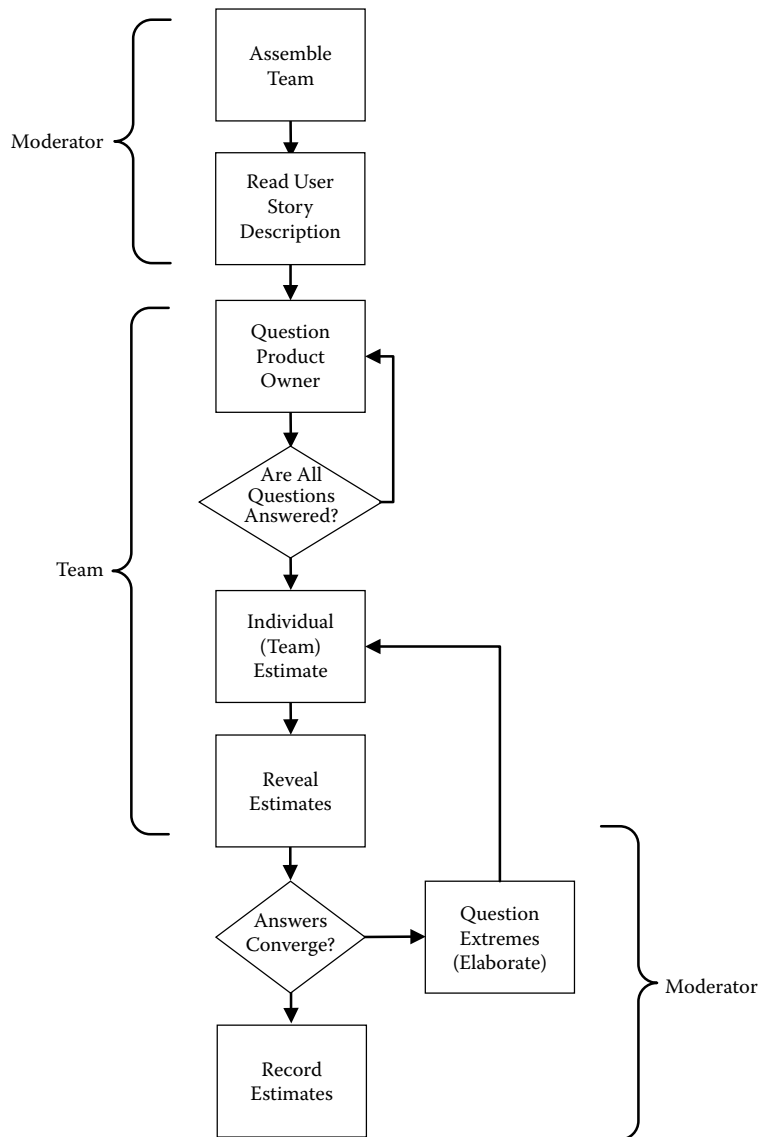 Assemble
Team
Moderator
Read User
Story
Description
Question
Product
Owner
Are All
Questions
Answered?
Team
Individual
(Team)
Estimate
Reveal
Estimates
Answers
Converge?
Question
Extremes
(Elaborate)
Moderator
Record
Estimates